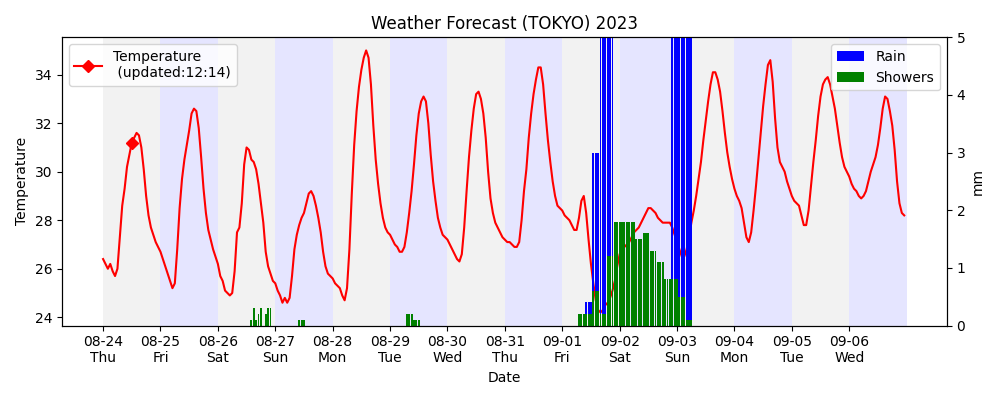 Weather Forecast (TOKYO) 2023
Temperature
(updated:12:14)
Rain
Showers
Temperature
34
32
30
28
26
24
5
4
3
2
1
0
mm
08-24 08-25 08-26 08-27 08-28 08-29 08-30 08-31 09-01 09-02 09-03 09-04 09-05 09-06
Thu Fri Sat Sun Mon Tue Wed Thu Fri Sat Sun Mon Tue Wed
Date